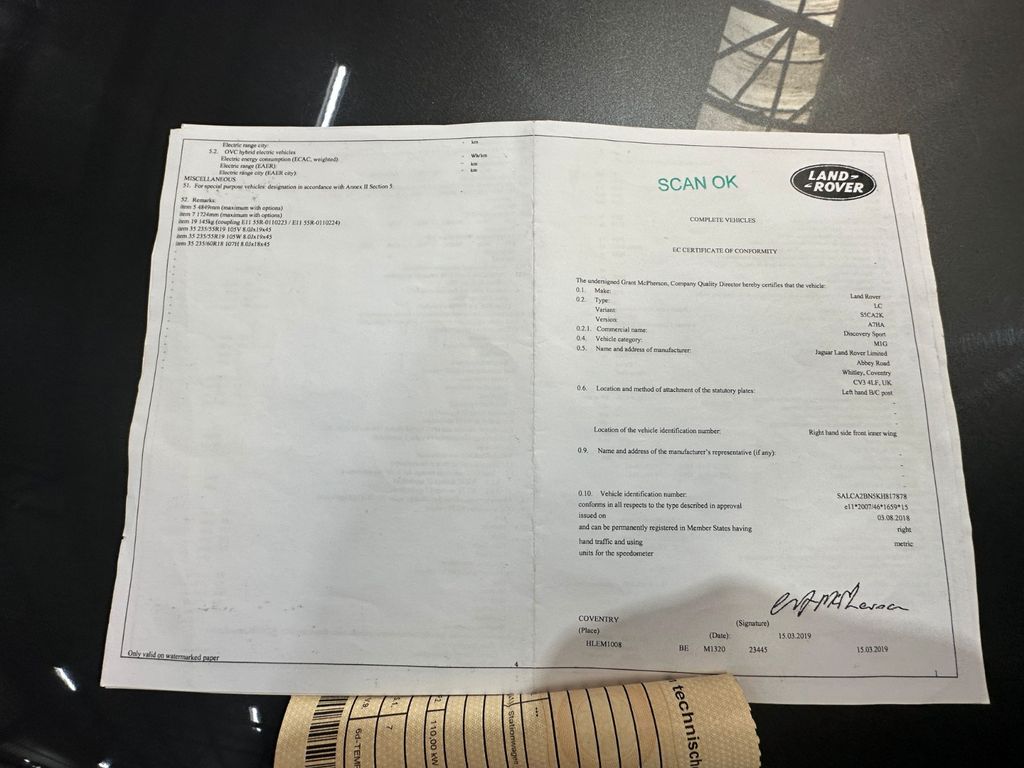 Electric range city: - km
5.2. OVC hybrid electric vehicles
Electric energy consumption (ECAC, weighted) - Wh/km
Electric range (EAER): - km
Electric range city (EAER city): - km
MISCELLANEOUS
51. For special purpose vehicles: designation in accordance with Annex II Section 5
52. Remarks:
item 5 4849mm (maximum with options)
item 7 1724mm (maximum with options)
item 19 145kg (coupling E11 55R-0110223 / E11 55R-0110224)
item 35 235/55R19 105V 8.0Jx19x45
item 35 235/55R19 105W 8.0Jx19x45
item 35 235/60R18 107H 8.0Jx18x45
Only valid on watermarked paper
4
SCAN OK
LAND-
-ROVER
COMPLETE VEHICLES
EC CERTIFICATE OF CONFORMITY
The undersigned Grant McPherson, Company Quality Director hereby certifies that the vehicle:
0.1. Make: Land Rover
0.2. Type: LC
Variant: S5CA2K
Version: A7HA
0.2.1. Commercial name: Discovery Sport
0.4. Vehicle category: M1G
0.5. Name and address of manufacturer: Jaguar Land Rover Limited
Abbey Road
Whitley, Coventry
CV3 4LF, UK
0.6. Location and method of attachment of the statutory plates: Left hand B/C post
-
-
Location of the vehicle identification number: Right hand side front inner wing
0.9. Name and address of the manufacturer's representative (if any): -
-
-
0.10. Vehicle identification number: SALCA2BN5KH817878
conforms in all respects to the type described in approval e11*2007/46*1659*15
issued on 03.08.2018
and can be permanently registered in Member States having right
hand traffic and using metric
units for the speedometer
COVENTRY
(Place)
(Signature)
(Date): 15.03.2019
HLEM1008 BE M1320 23445 15.03.2019
1
technisch
Stationwagen
---
110,00 kW
7
6d-TEMP